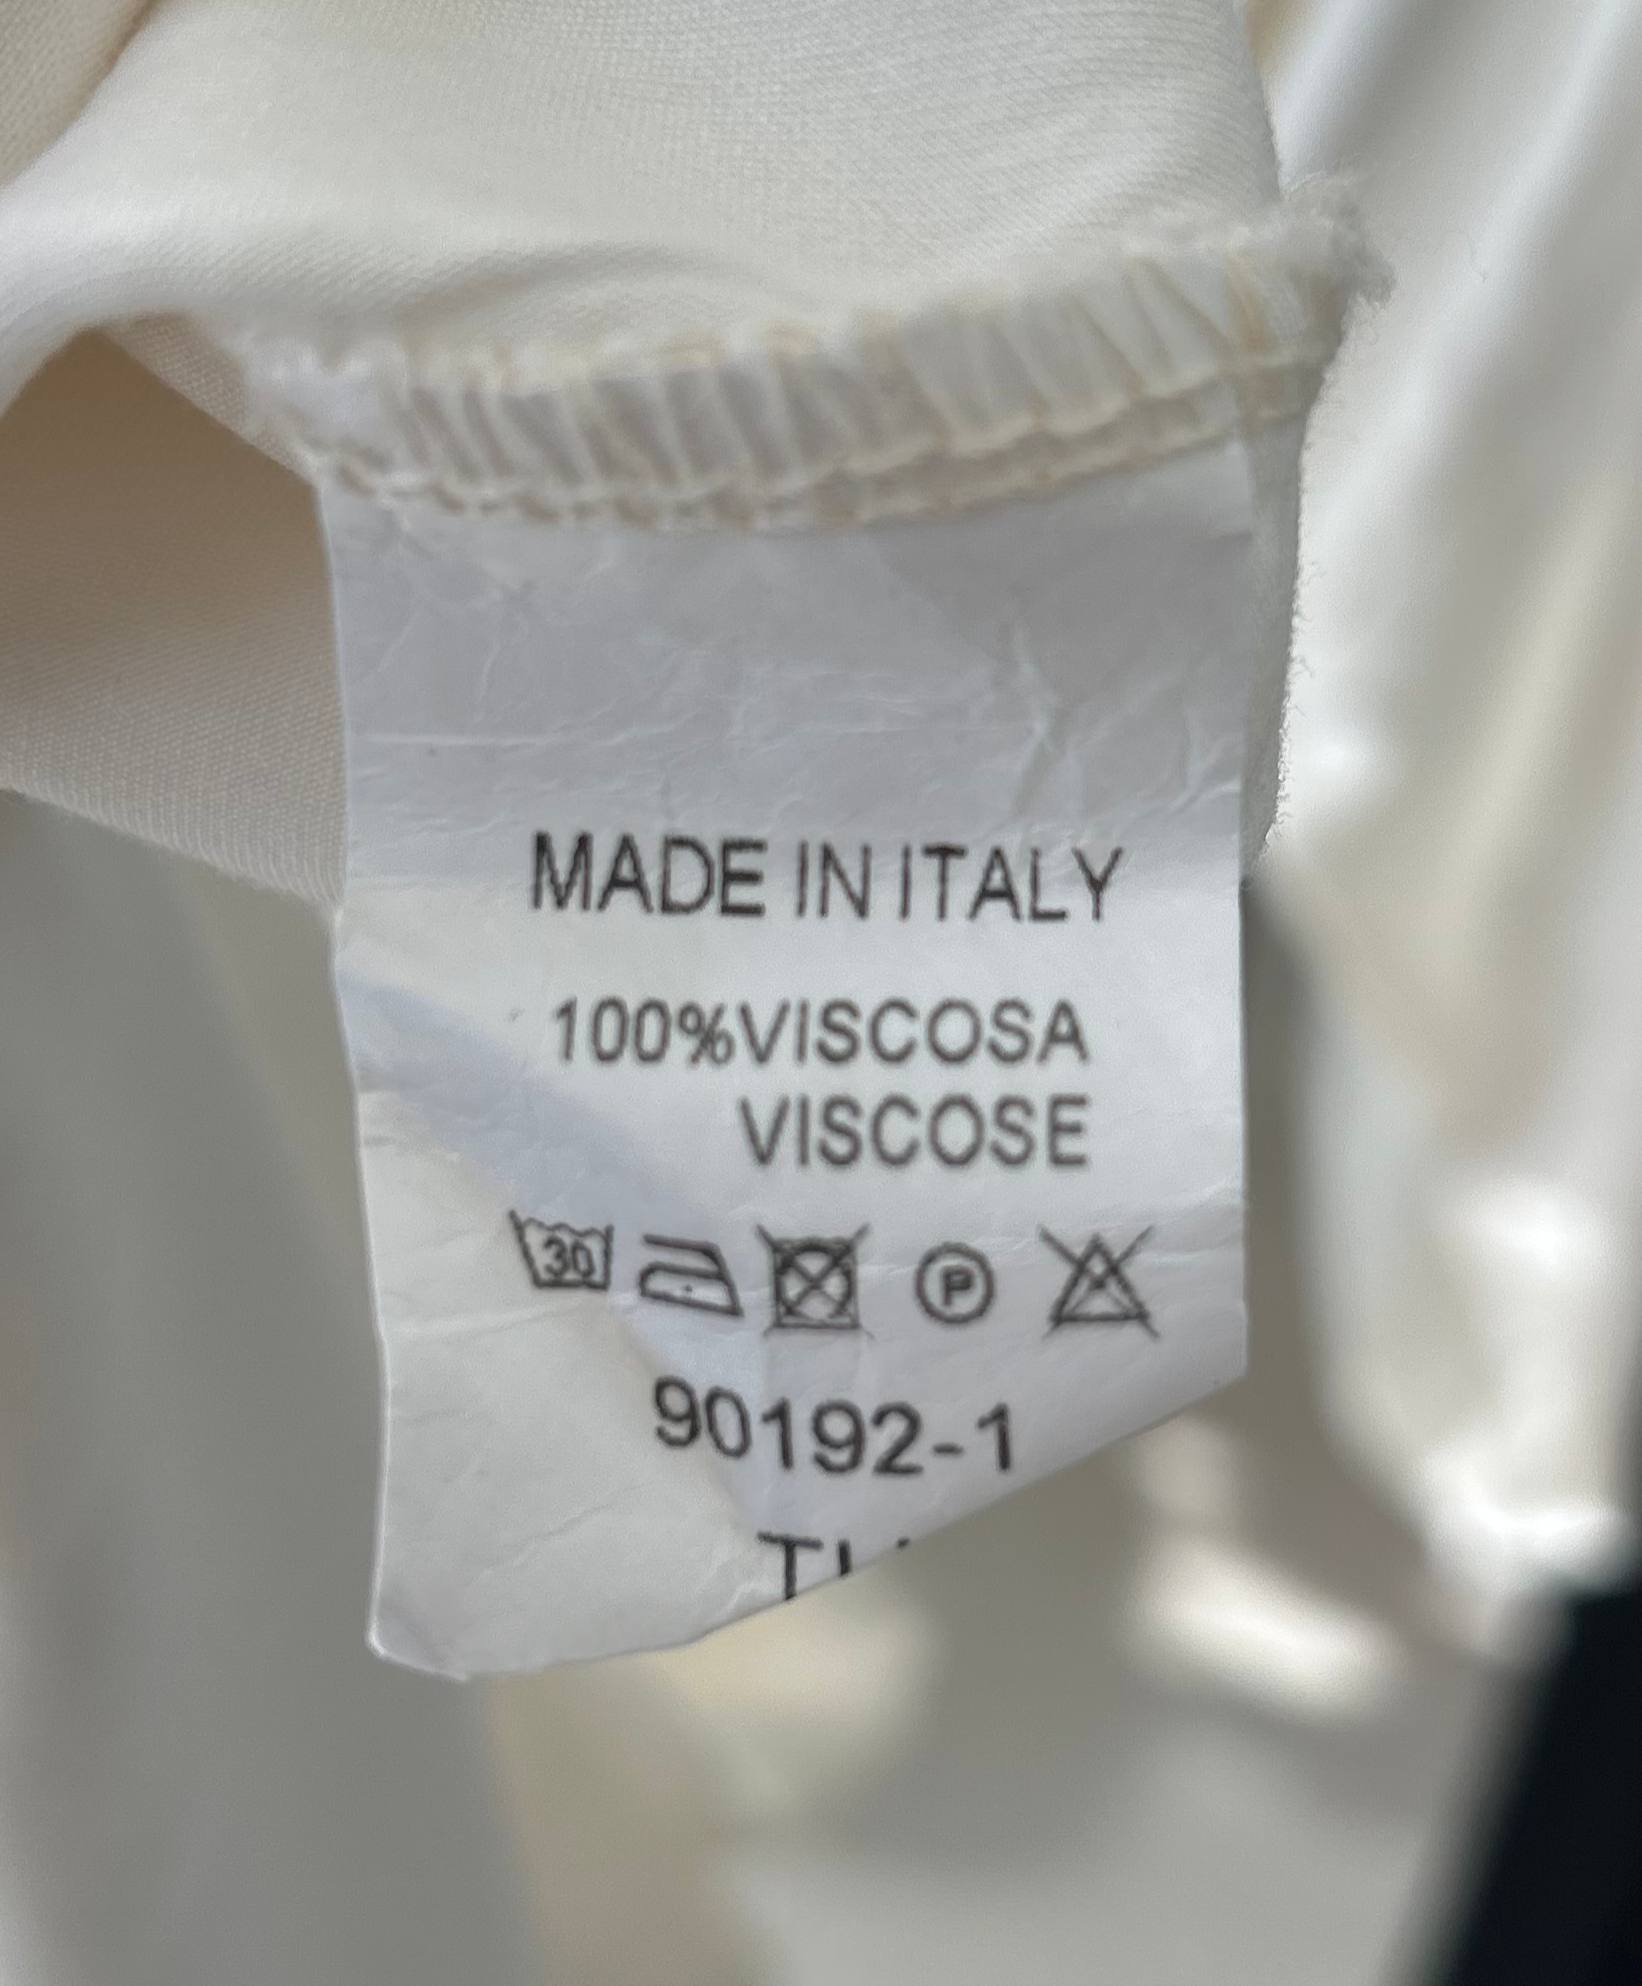 MADE IN ITALY
100%VISCOSA
VISCOSE
30
P
90192-1